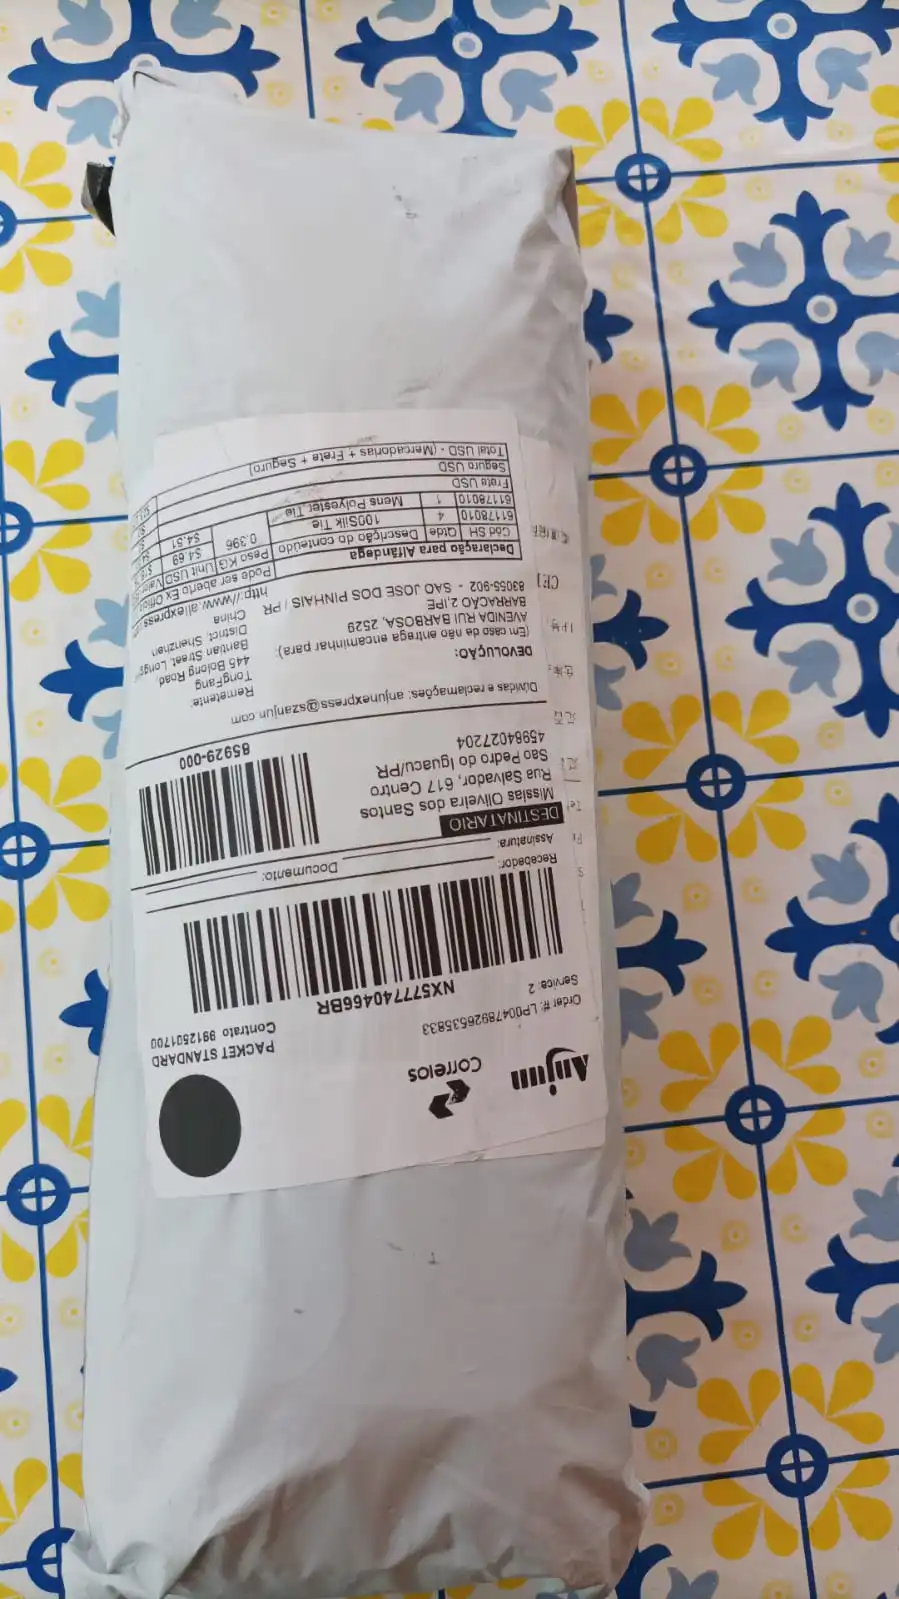 Anjun
Correios
PACKET STANDARD
Contrato 9912501700
Order #: LP00478926535833
Service: 2
NX577740466BR
Recebedor:
Assinatura: Documento:
DESTINATÁRIO
Missias Oliveira dos Santos
Rua Salvador, 617 Centro
Sao Pedro do Iguacu/PR
45984027204
85929-000
Dúvidas e reclamações: anjunexpress@szanjun.com
DEVOLUÇÃO:
(Em caso de não entrega encaminhar para):
AVENIDA RUI BARBOSA, 2529
BARRACÃO 2,IPE
83055-902 - SAO JOSE DOS PINHAIS / PR
Remetente:
TongFang
445 Bolong Road
Bantian Street,
District, Shenzhen
China
http://www.aliexpress
Declaração para Alfândega Pode ser aberto Ex Offici
Cód SH Qtde Descrição do conteúdo Peso KG Unit USD
61178010 4 100Silk Tie 0.396 $4.69
61178010 1 Mens Polyester Tie $4.51
Frete USD
Seguro USD
Total USD - (Mercadorias + Frete + Seguro)